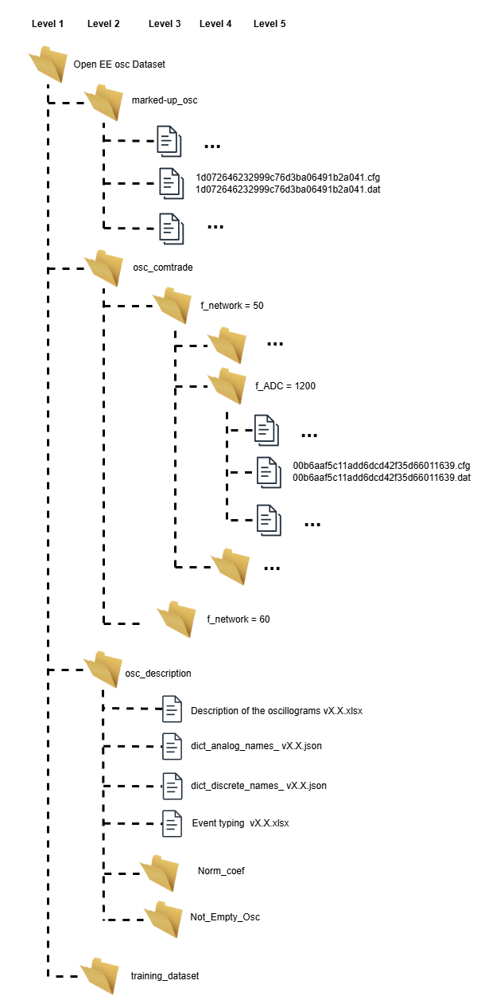 Level 1 Level 2 Level 3 Level 4 Level 5
Open EE osc Dataset
marked-up_osc
...
1d072646232999c76d3ba06491b2a041.cfg
1d072646232999c76d3ba06491b2a041.dat
...
osc_comtrade
f_network = 50
...
f_ADC = 1200
...
00b6aaf5c11add6dcd42f35d66011639.cfg
00b6aaf5c11add6dcd42f35d66011639.dat
...
...
f_network = 60
osc_description
Description of the oscillograms vX.X.xlsx
dict_analog_names_ vX.X.json
dict_discrete_names_ vX.X.json
Event typing  vX.X.xlsx
Norm_coef
Not_Empty_Osc
training_dataset